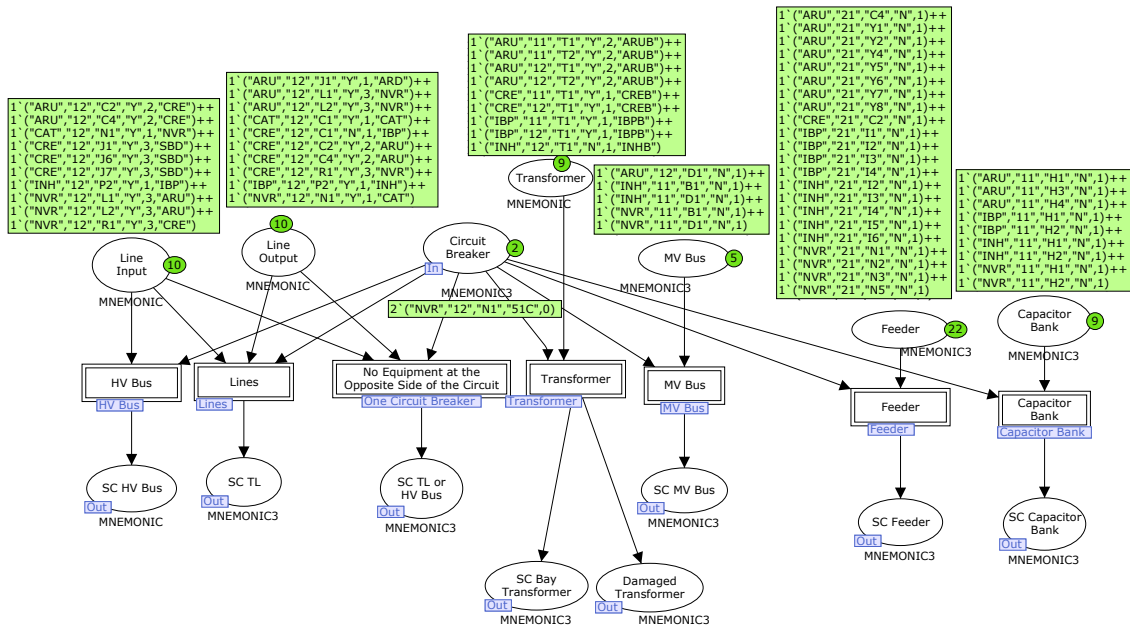 1`("ARU","12","C2","Y",2,"CRE")++
1`("ARU","12","C4","Y",2,"CRE")++
1`("CAT","12","N1","Y",1,"NVR")++
1`("CRE","12","J1","Y",3,"SBD")++
1`("CRE","12","J6","Y",3,"SBD")++
1`("CRE","12","J7","Y",3,"SBD")++
1`("INH","12","P2","Y",1,"IBP")++
1`("NVR","12","L1","Y",3,"ARU")++
1`("NVR","12","L2","Y",3,"ARU")++
1`("NVR","12","R1","Y",3,"CRE")
1`("ARU","12","J1","Y",1,"ARD")++
1`("ARU","12","L1","Y",3,"NVR")++
1`("ARU","12","L2","Y",3,"NVR")++
1`("CAT","12","C1","Y",1,"CAT")++
1`("CRE","12","C1","N",1,"IBP")++
1`("CRE","12","C2","Y",2,"ARU")++
1`("CRE","12","C4","Y",2,"ARU")++
1`("CRE","12","R1","Y",3,"NVR")++
1`("IBP","12","P2","Y",1,"INH")++
1`("NVR","12","N1","Y",1,"CAT")
1`("ARU","11","T1","Y",2,"ARUB")++
1`("ARU","11","T2","Y",2,"ARUB")++
1`("ARU","12","T1","Y",2,"ARUB")++
1`("ARU","12","T2","Y",2,"ARUB")++
1`("CRE","11","T1","Y",1,"CREB")++
1`("CRE","12","T1","Y",1,"CREB")++
1`("IBP","11","T1","Y",1,"IBPB")++
1`("IBP","12","T1","Y",1,"IBPB")++
1`("INH","12","T1","N",1,"INHB")
1`("ARU","12","D1","N",1)++
1`("INH","11","B1","N",1)++
1`("INH","11","D1","N",1)++
1`("NVR","11","B1","N",1)++
1`("NVR","11","D1","N",1)
1`("ARU","21","C4","N",1)++
1`("ARU","21","Y1","N",1)++
1`("ARU","21","Y2","N",1)++
1`("ARU","21","Y4","N",1)++
1`("ARU","21","Y5","N",1)++
1`("ARU","21","Y6","N",1)++
1`("ARU","21","Y7","N",1)++
1`("ARU","21","Y8","N",1)++
1`("CRE","21","C2","N",1)++
1`("IBP","21","I1","N",1)++
1`("IBP","21","I2","N",1)++
1`("IBP","21","I3","N",1)++
1`("IBP","21","I4","N",1)++
1`("INH","21","I2","N",1)++
1`("INH","21","I3","N",1)++
1`("INH","21","I4","N",1)++
1`("INH","21","I5","N",1)++
1`("INH","21","I6","N",1)++
1`("NVR","21","N1","N",1)++
1`("NVR","21","N2","N",1)++
1`("NVR","21","N3","N",1)++
1`("NVR","21","N5","N",1)
1`("ARU","11","H1","N",1)++
1`("ARU","11","H3","N",1)++
1`("ARU","11","H4","N",1)++
1`("IBP","11","H1","N",1)++
1`("IBP","11","H2","N",1)++
1`("INH","11","H1","N",1)++
1`("INH","11","H2","N",1)++
1`("NVR","11","H1","N",1)++
1`("NVR","11","H2","N",1)
Line
Input
10
MNEMONIC
10
Line
Output
MNEMONIC
Circuit
Breaker
2
In
MNEMONIC3
2`("NVR","12","N1","51C",0)
9
Transformer
MNEMONIC
MV Bus
5
MNEMONIC3
Feeder
22
MNEMONIC3
Capacitor
Bank
9
MNEMONIC3
HV Bus
HV Bus
Lines
Lines
No Equipment at the
Opposite Side of the Circuit
One Circuit Breaker
Transformer
Transformer
MV Bus
MV Bus
Feeder
Feeder
Capacitor
Bank
Capacitor Bank
SC HV Bus
Out
MNEMONIC
SC TL
Out
MNEMONIC3
SC TL or
HV Bus
Out
MNEMONIC3
SC MV Bus
Out
MNEMONIC3
SC Feeder
Out
MNEMONIC3
SC Capacitor
Bank
Out
MNEMONIC3
SC Bay
Transformer
Out
MNEMONIC3
Damaged
Transformer
Out
MNEMONIC3